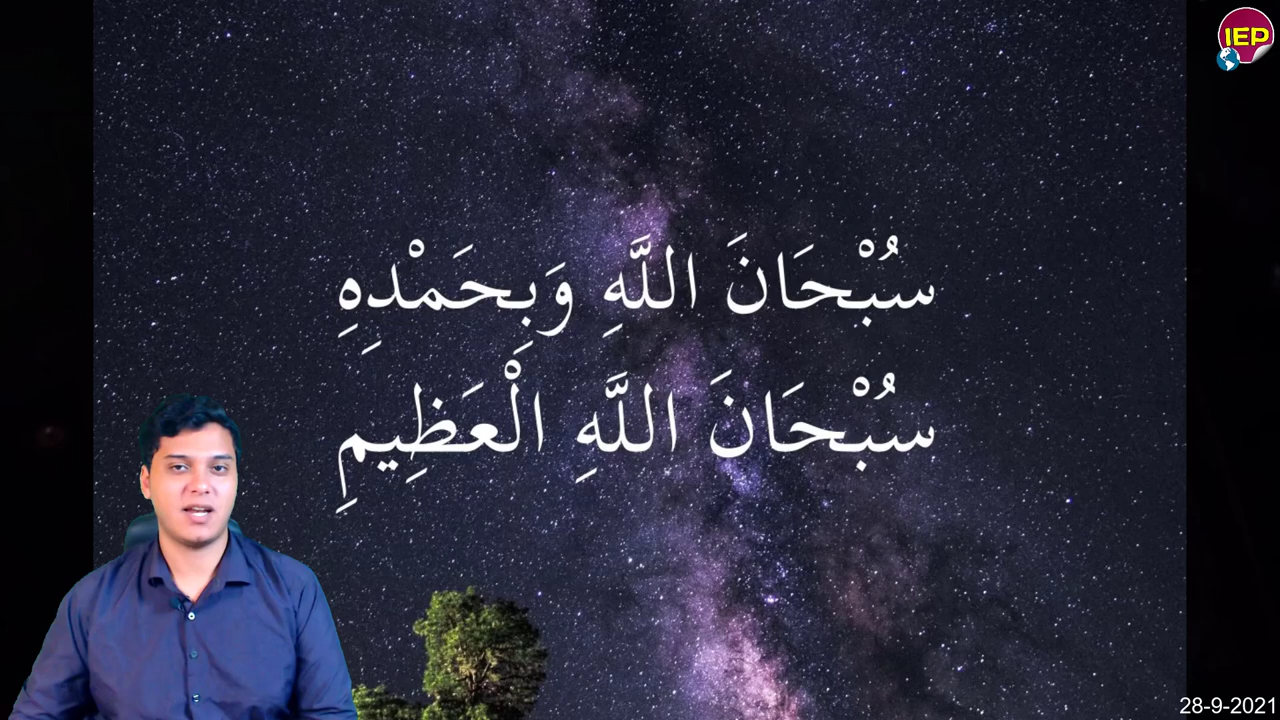 IEP
سُبْحَانَ اللَّهِ وَبِحَمْدِهِ
سُبْحَانَ اللَّهِ الْعَظِيمِ
28-9-2021